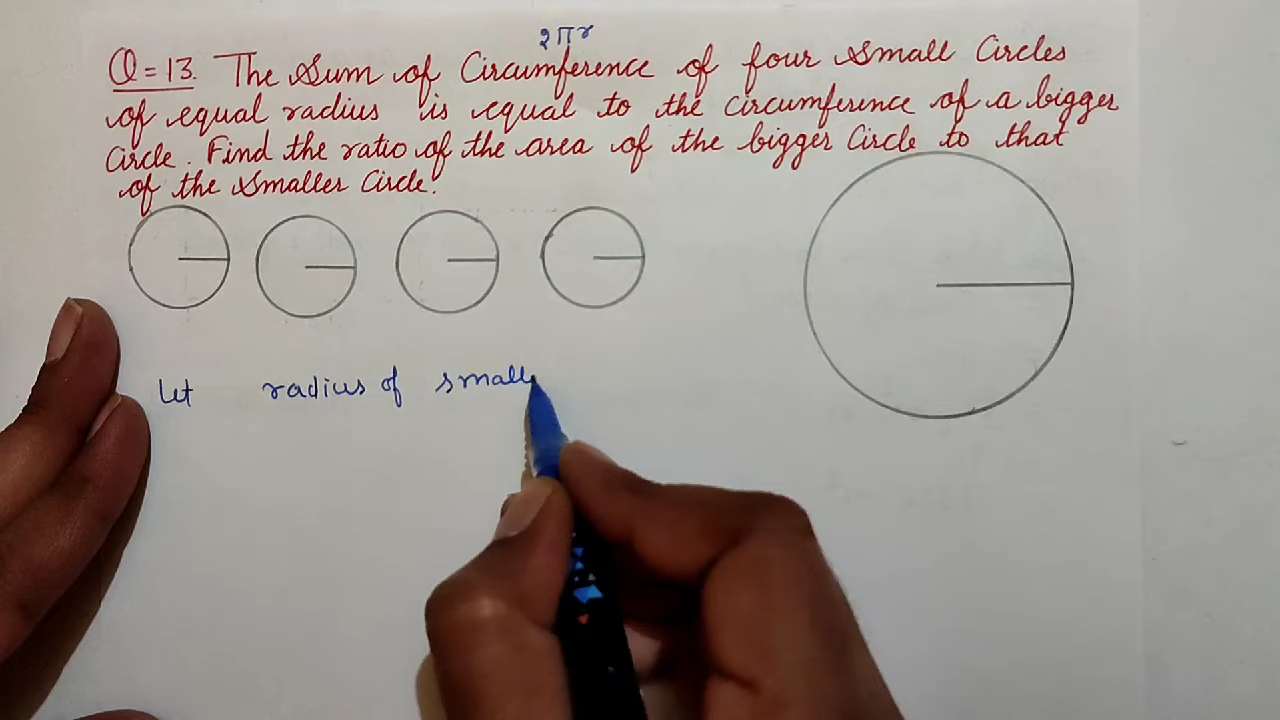 2πr
Q=13. The Sum of Circumference of four Small Circles
of equal radius is equal to the circumference of a bigger
Circle. Find the ratio of the area of the bigger Circle to that
of the Smaller Circle.
Let radius of small